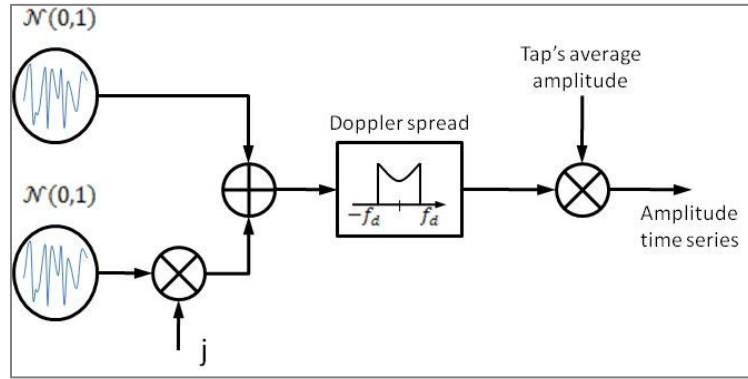 𝒩(0,1)
Tap's average
amplitude
Doppler spread
𝒩(0,1)
−f_d f_d
Amplitude
time series
j